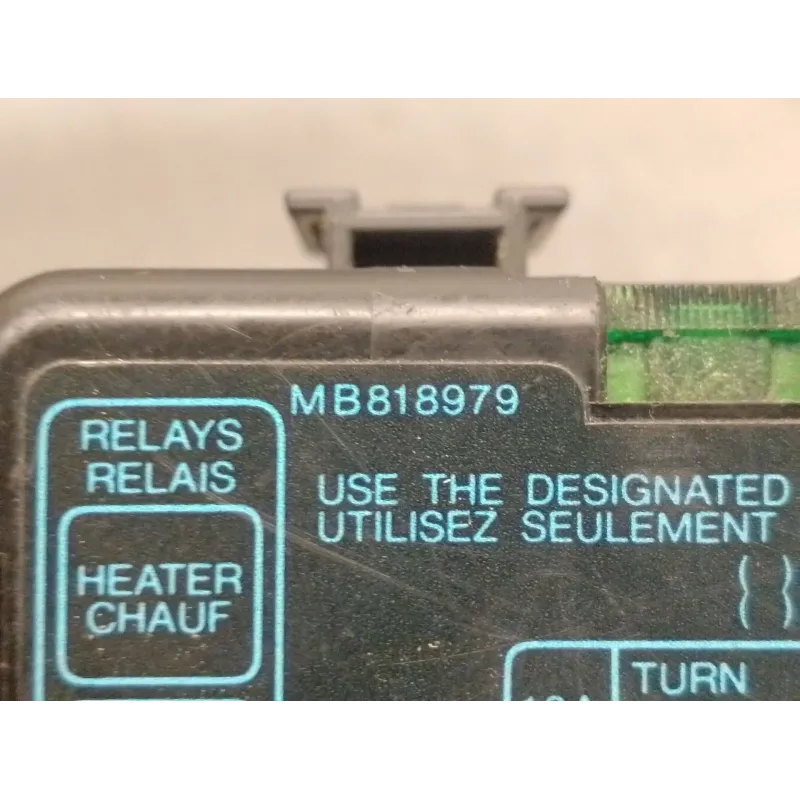 MB818979
RELAYS
RELAIS
USE THE DESIGNATED
UTILISEZ SEULEMENT
HEATER
CHAUF
TURN